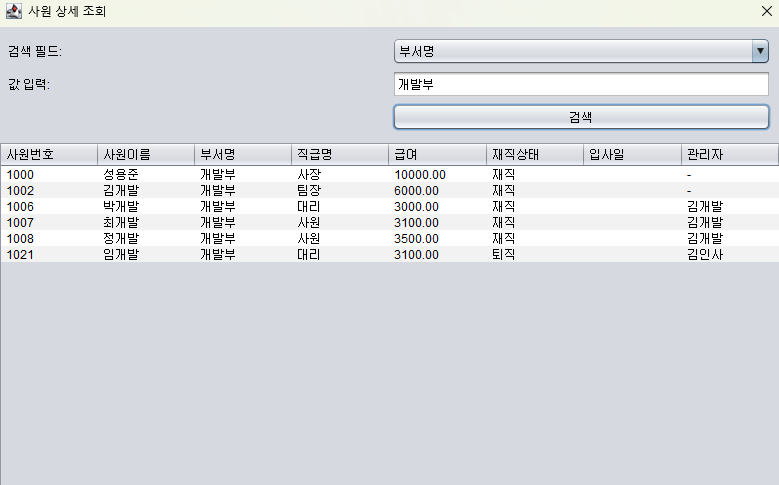 사원 상세 조회
검색 필드: 부서명
값 입력: 개발부
검색
사원번호 사원이름 부서명 직급명 급여 재직상태 입사일 관리자
1000 성용준 개발부 사장 10000.00 재직 -
1002 김개발 개발부 팀장 6000.00 재직 -
1006 박개발 개발부 대리 3000.00 재직 김개발
1007 최개발 개발부 사원 3100.00 재직 김개발
1008 정개발 개발부 사원 3500.00 재직 김개발
1021 임개발 개발부 대리 3100.00 퇴직 김인사